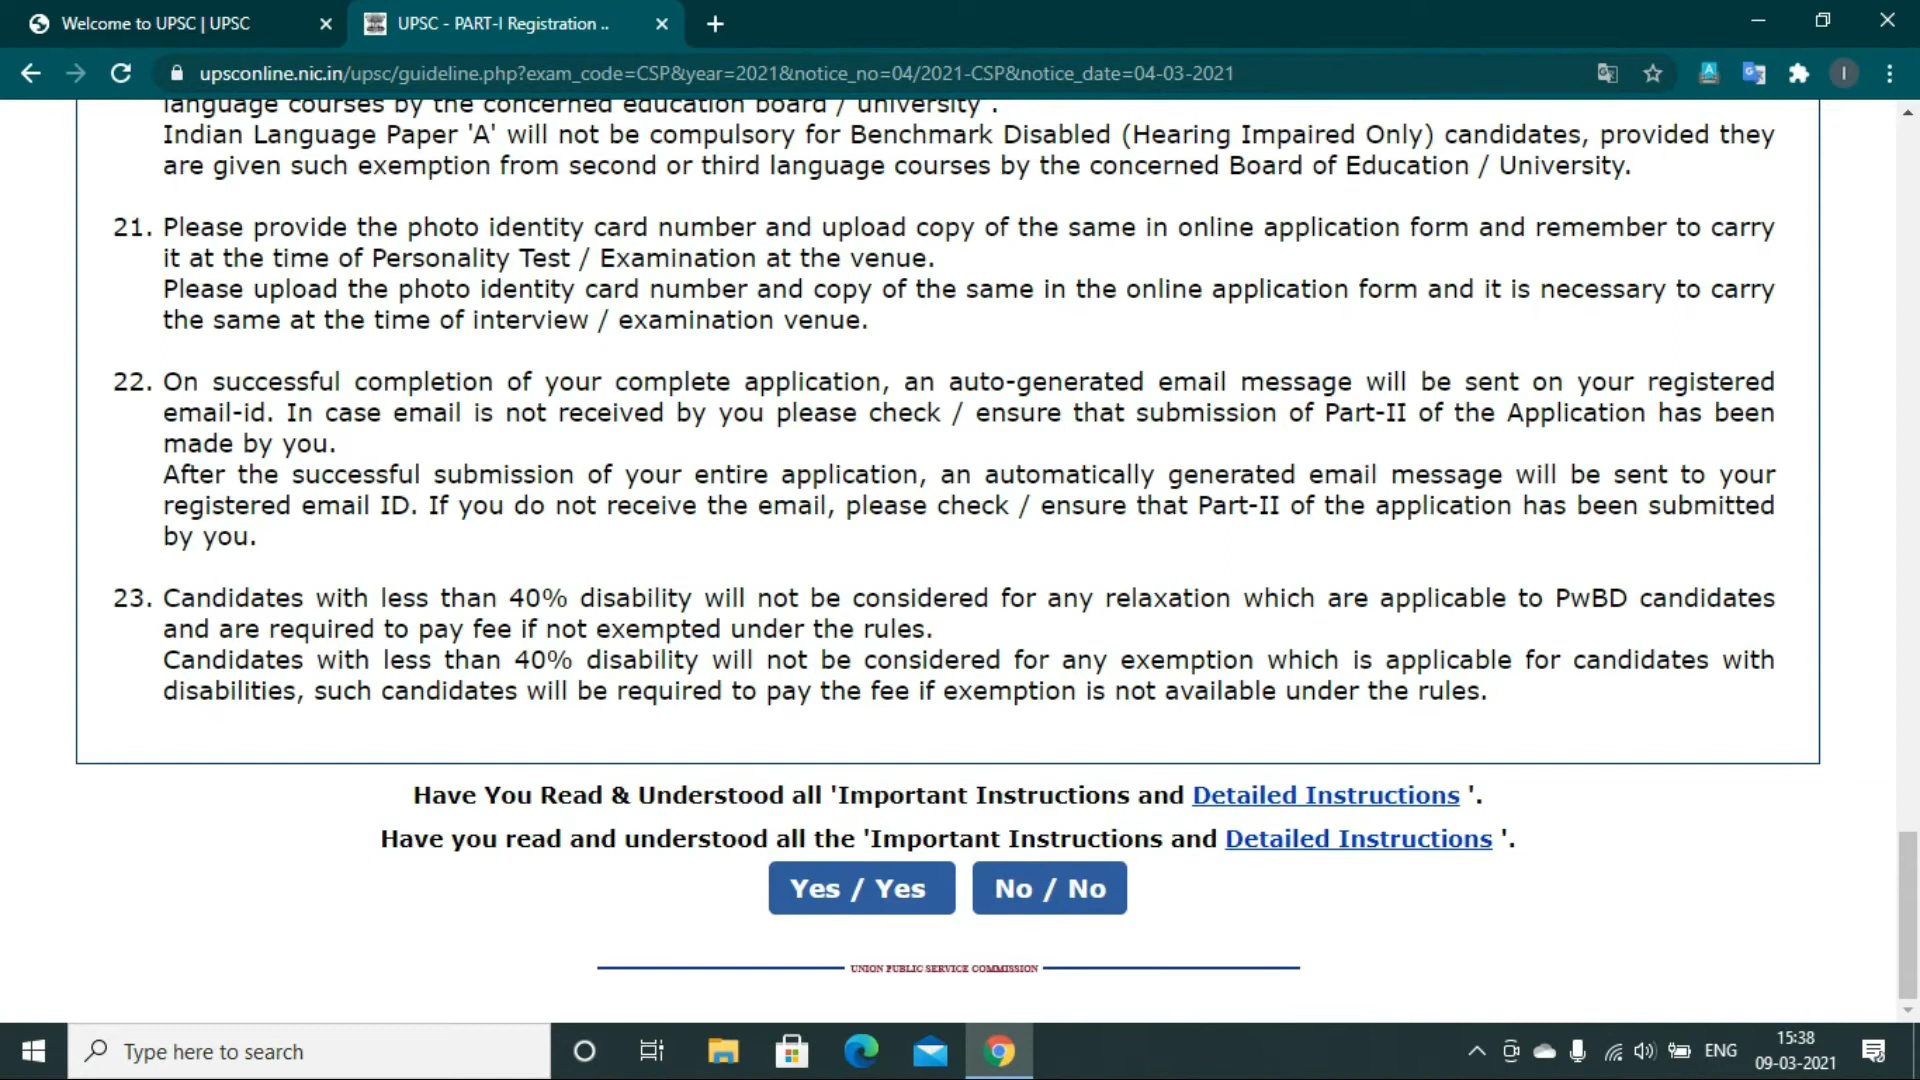 Welcome to UPSC | UPSC
UPSC - PART-I Registration ..
upsconline.nic.in/upsc/guideline.php?exam_code=CSP&year=2021&notice_no=04/2021-CSP&notice_date=04-03-2021
I
language courses by the concerned education board / university .
Indian Language Paper 'A' will not be compulsory for Benchmark Disabled (Hearing Impaired Only) candidates, provided they
are given such exemption from second or third language courses by the concerned Board of Education / University.
21. Please provide the photo identity card number and upload copy of the same in online application form and remember to carry
it at the time of Personality Test / Examination at the venue.
Please upload the photo identity card number and copy of the same in the online application form and it is necessary to carry
the same at the time of interview / examination venue.
22. On successful completion of your complete application, an auto-generated email message will be sent on your registered
email-id. In case email is not received by you please check / ensure that submission of Part-II of the Application has been
made by you.
After the successful submission of your entire application, an automatically generated email message will be sent to your
registered email ID. If you do not receive the email, please check / ensure that Part-II of the application has been submitted
by you.
23. Candidates with less than 40% disability will not be considered for any relaxation which are applicable to PwBD candidates
and are required to pay fee if not exempted under the rules.
Candidates with less than 40% disability will not be considered for any exemption which is applicable for candidates with
disabilities, such candidates will be required to pay the fee if exemption is not available under the rules.
Have You Read & Understood all 'Important Instructions and Detailed Instructions '.
Have you read and understood all the 'Important Instructions and Detailed Instructions '.
Yes / Yes
No / No
UNION PUBLIC SERVICE COMMISSION
Type here to search
ENG
15:38
09-03-2021